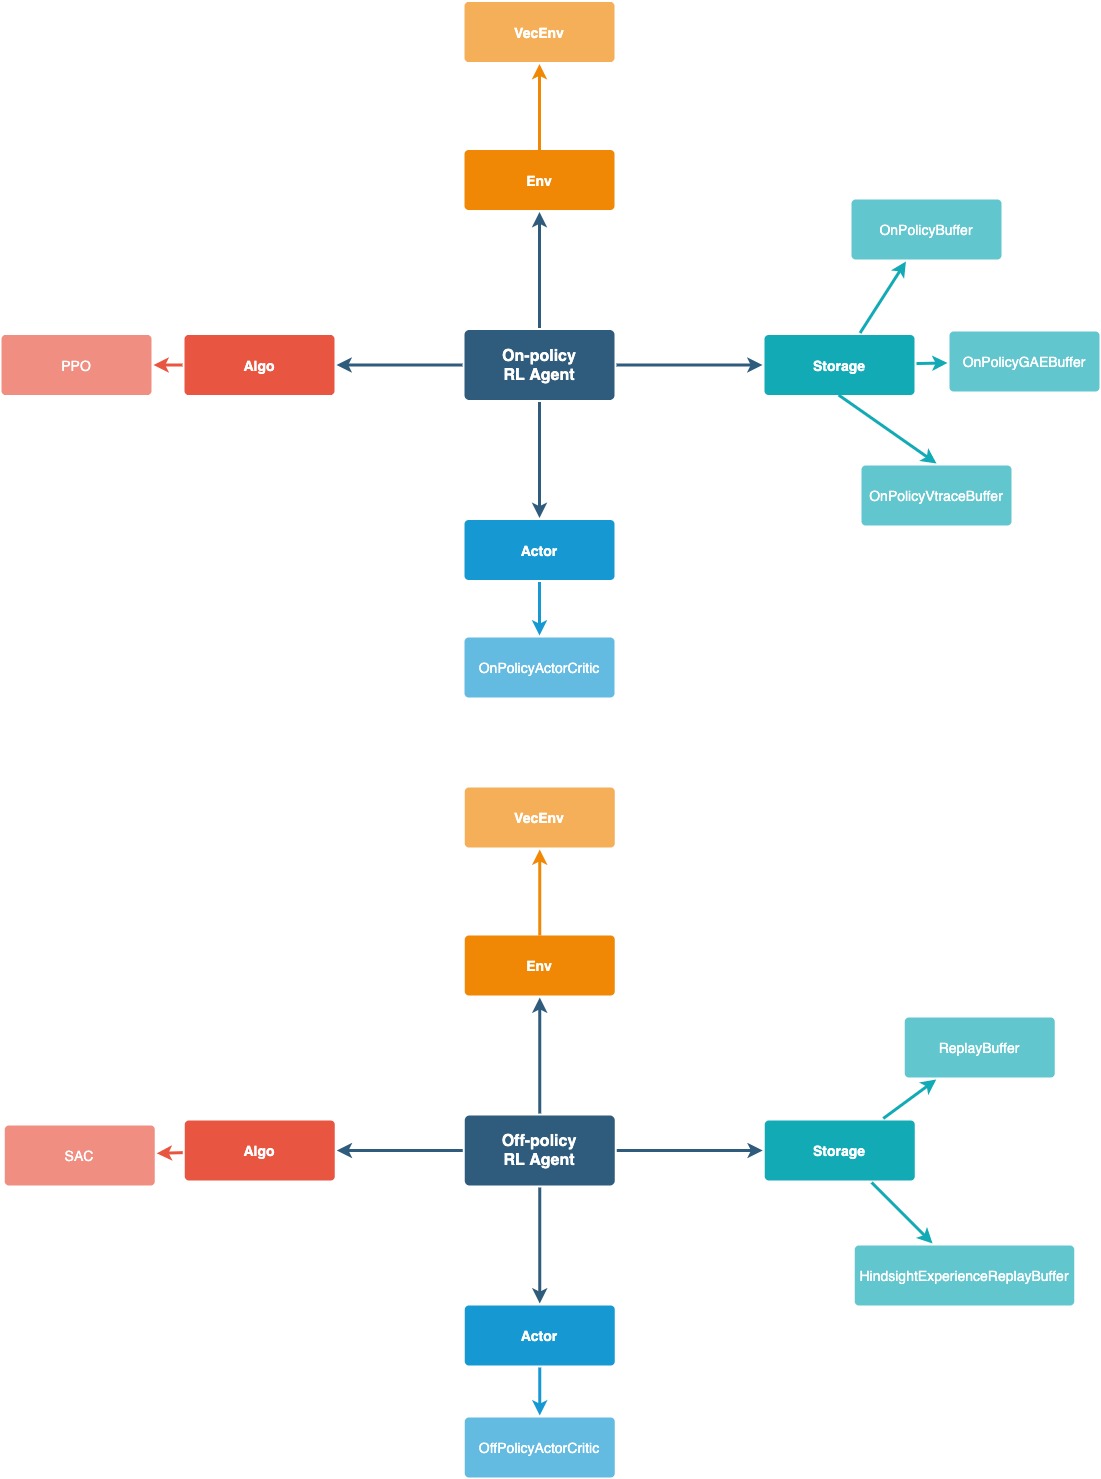 VecEnv
Env
OnPolicyBuffer
PPO
Algo
On-policy
RL Agent
Storage
OnPolicyGAEBuffer
OnPolicyVtraceBuffer
Actor
OnPolicyActorCritic
VecEnv
Env
ReplayBuffer
SAC
Algo
Off-policy
RL Agent
Storage
HindsightExperienceReplayBuffer
Actor
OffPolicyActorCritic